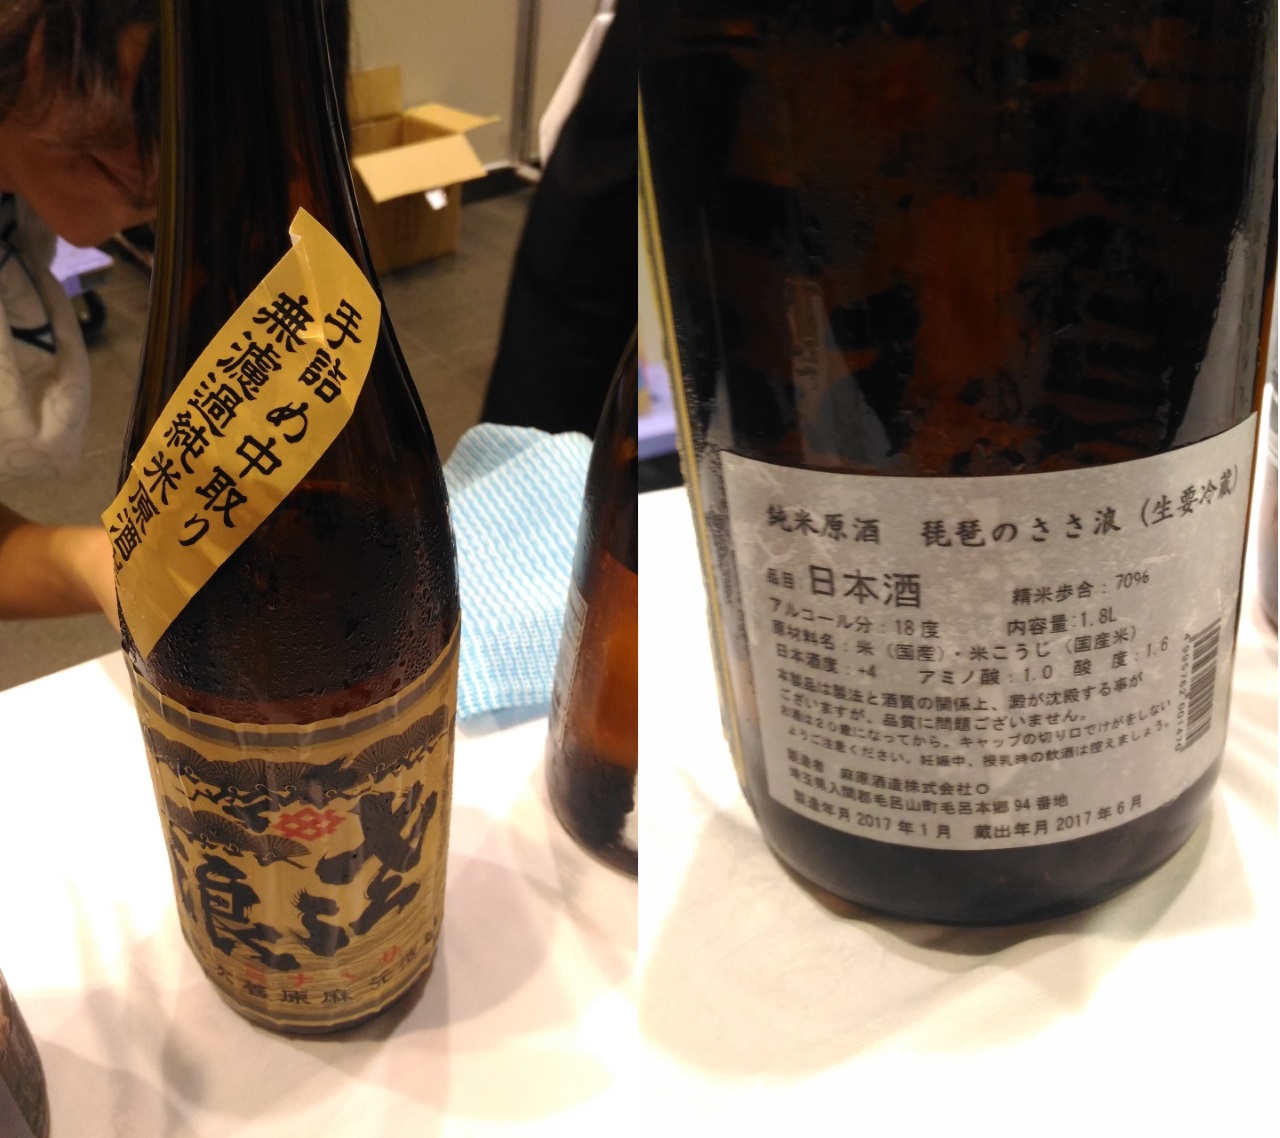 手詰め中取り
無濾過純米原酒
純米原酒 琵琶のささ浪 (生要冷蔵)
品目 日本酒 精米歩合:70%
アルコール分:18度 内容量:1.8L
原材料名:米(国産)・米こうじ(国産米)
日本酒度:+4 アミノ酸:1.0 酸 度:1.6
本製品は製法と酒質の関係上、澱が沈殿する事が
ございますが、品質に問題ございません。
お酒は20歳になってから。キャップの切り口でけがをしない
ようご注意ください。妊娠中、授乳時の飲酒は控えましょう。
製造者 麻原酒造株式会社○
埼玉県入間郡毛呂山町毛呂本郷94番地
製造年月2017年1月 蔵出年月2017年6月